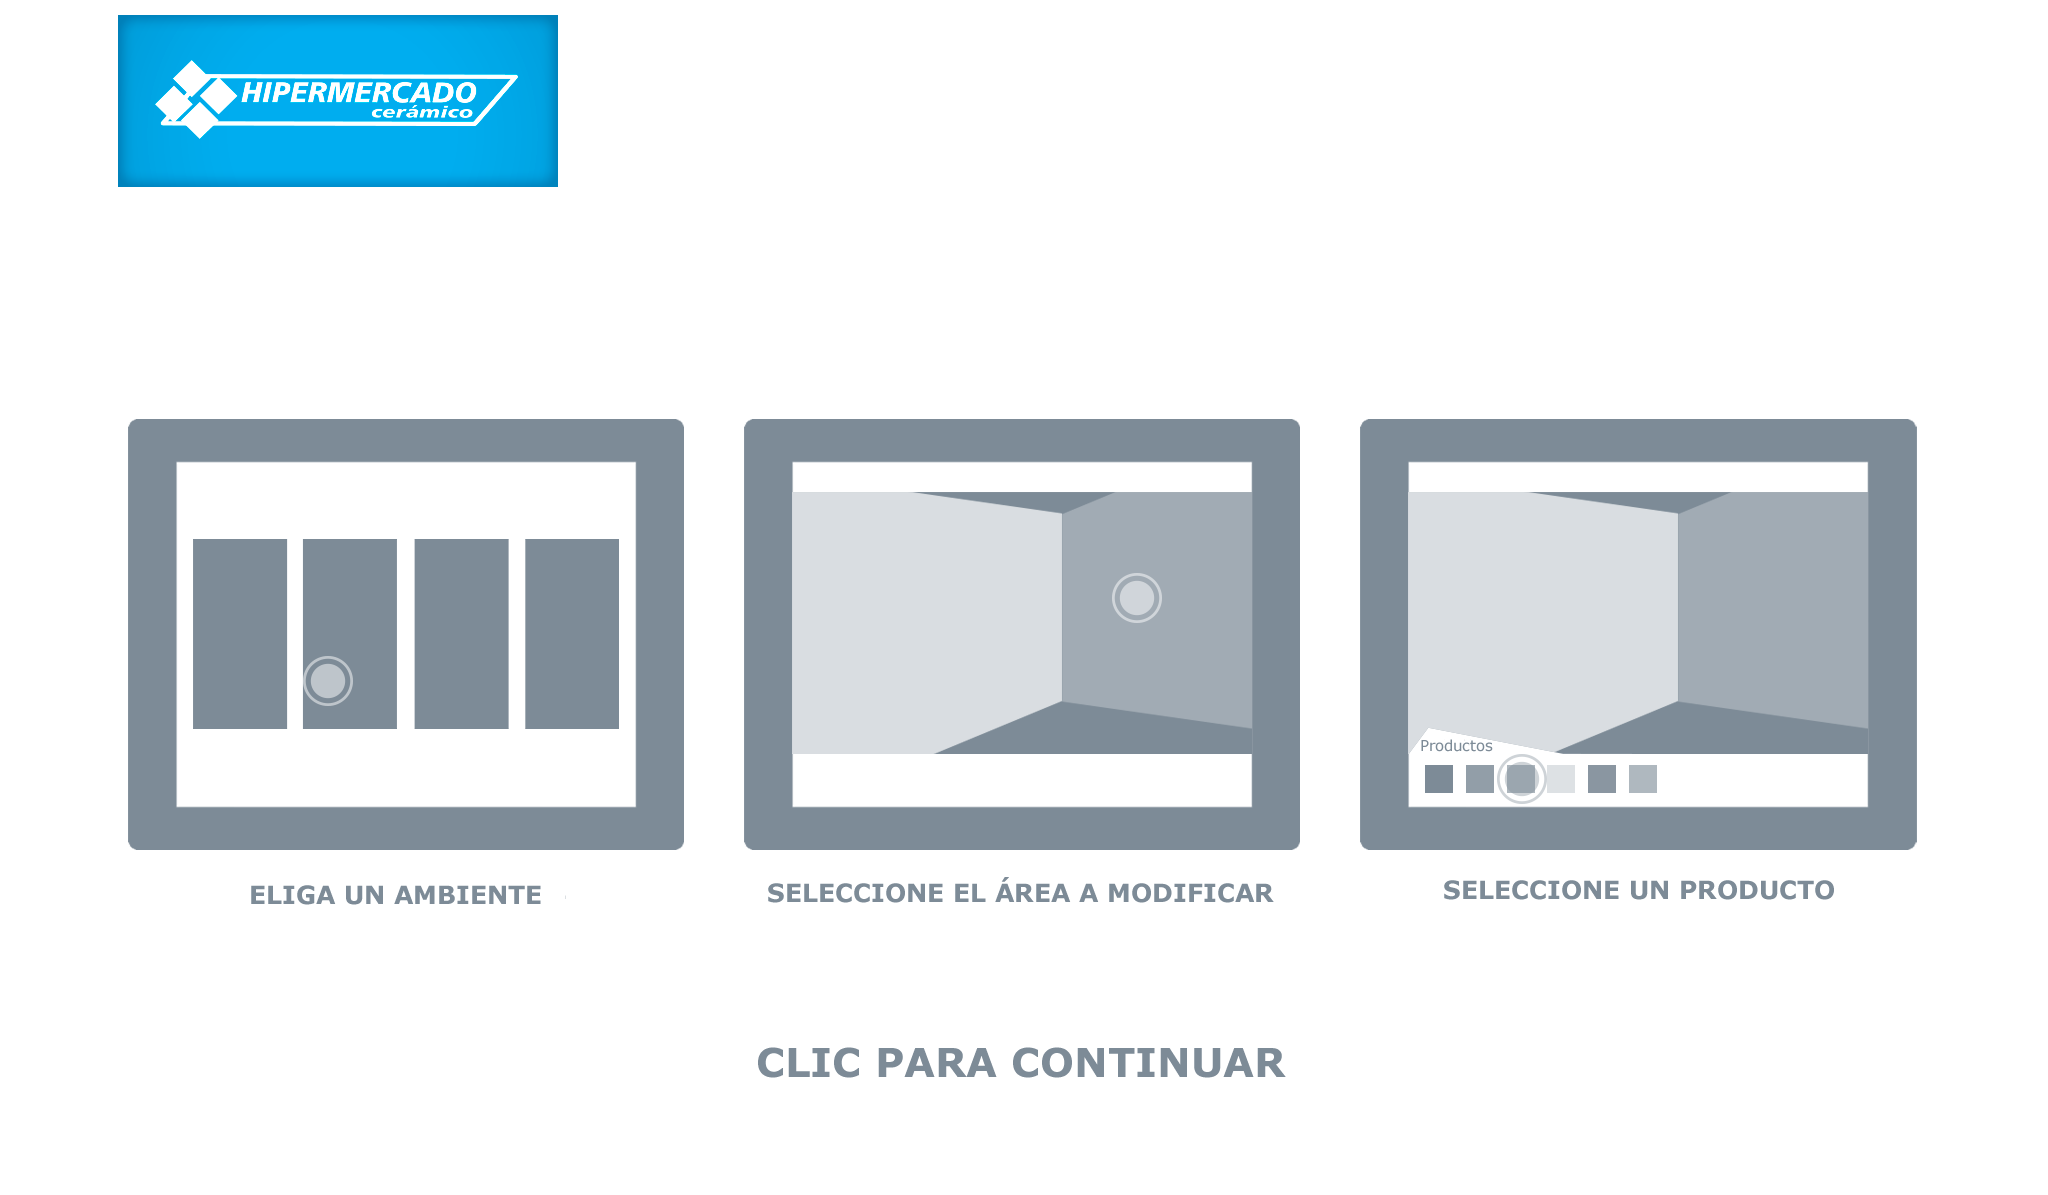 HIPERMERCADO
cerámico
Productos
ELIGA UN AMBIENTE
SELECCIONE EL ÁREA A MODIFICAR
SELECCIONE UN PRODUCTO
CLIC PARA CONTINUAR